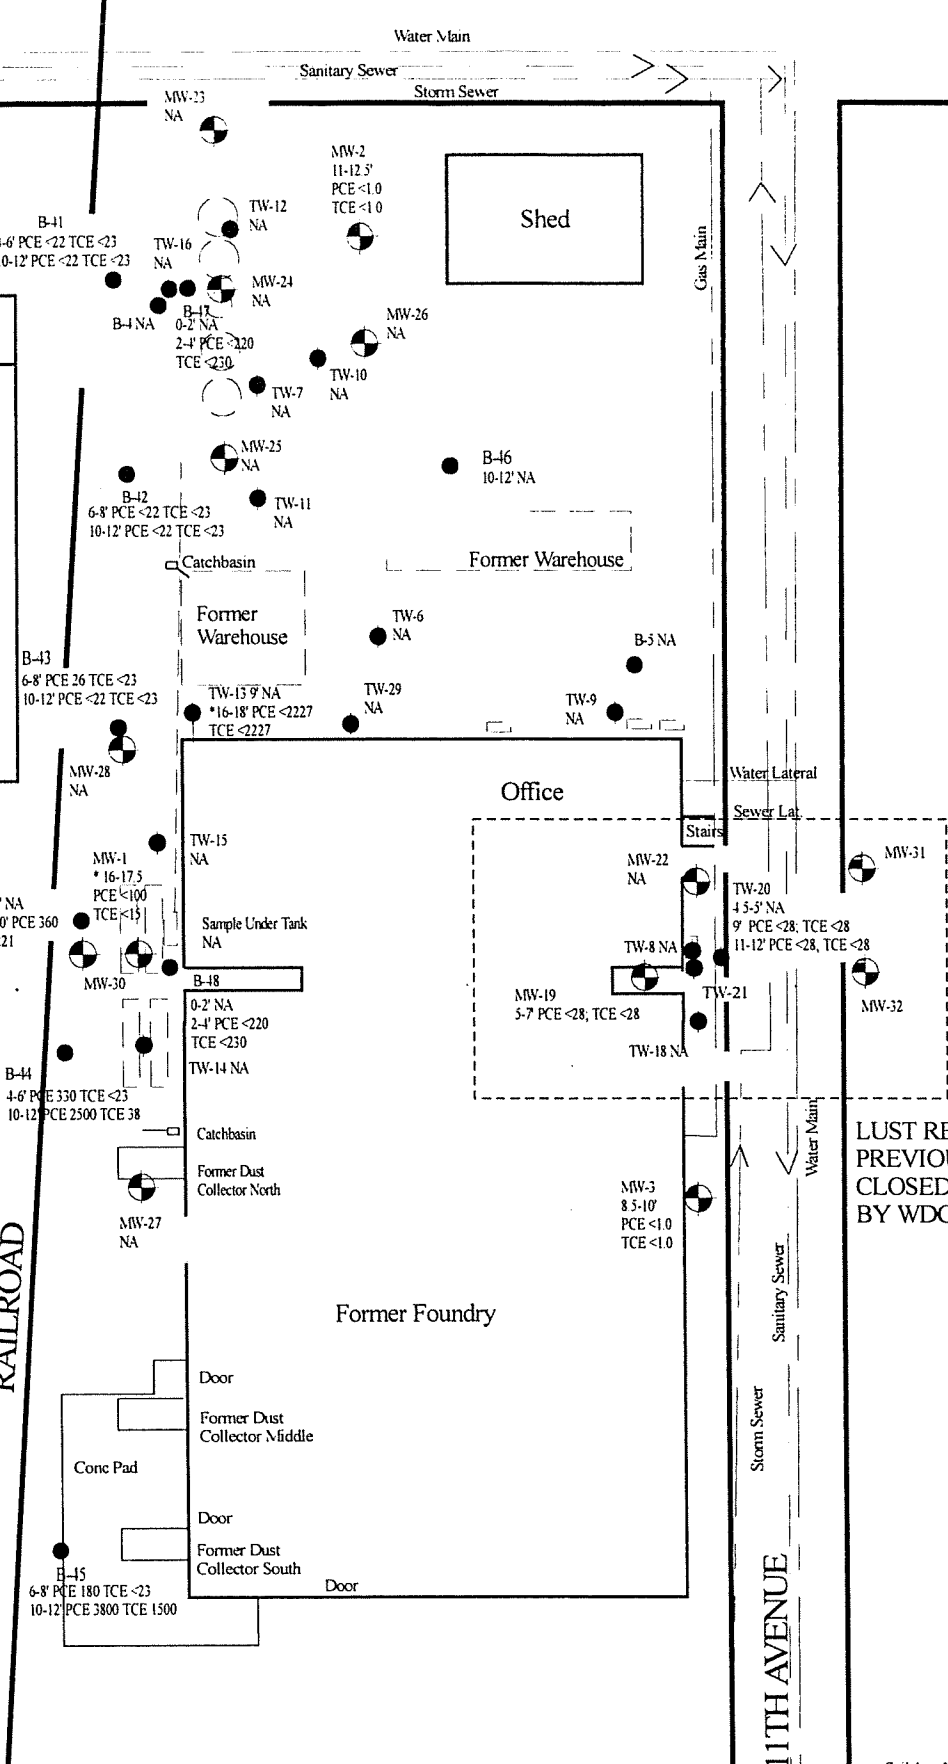 Water Main
Sanitary Sewer
Storm Sewer
MW-23
NA
MW-2
11-12.5'
PCE <1.0
TCE <1.0
Shed
TW-12
NA
B-41
-6' PCE <22 TCE <23
0-12' PCE <22 TCE <23
TW-16
NA
Gas Main
MW-24
NA
B-4 NA
B-47
0-2' NA
2-4' PCE <220
TCE <230
MW-26
NA
TW-10
NA
TW-7
NA
MW-25
NA
B-46
10-12' NA
B-42
6-8' PCE <22 TCE <23
10-12' PCE <22 TCE <23
TW-11
NA
Catchbasin
Former Warehouse
Former
Warehouse
TW-6
NA
B-5 NA
B-43
6-8' PCE 26 TCE <23
10-12' PCE <22 TCE <23
TW-13 9' NA
*16-18' PCE <2227
TCE <2227
TW-29
NA
TW-9
NA
MW-28
NA
Office
Water Lateral
Sewer Lat.
Stairs
TW-15
NA
MW-1
* 16-17.5
PCE <100
TCE <15
MW-22
NA
MW-31
TW-20
4.5-5' NA
9' PCE <28; TCE <28
11-12' PCE <28, TCE <28
' NA
0' PCE 360
21
Sample Under Tank
NA
TW-8 NA
MW-30
B-48
0-2' NA
2-4' PCE <220
TCE <230
MW-19
5-7' PCE <28; TCE <28
TW-21
MW-32
TW-18 NA
TW-14 NA
B-44
4-6' PCE 330 TCE <23
10-12' PCE 2500 TCE 38
Catchbasin
Former Dust
Collector North
Water Main
LUST RE
PREVIOU
CLOSED
BY WDC
MW-27
NA
MW-3
8.5-10'
PCE <1.0
TCE <1.0
RAILROAD
Former Foundry
Sanitary Sewer
Storm Sewer
Door
Former Dust
Collector Middle
Conc Pad
Door
Former Dust
Collector South
Door
B-45
6-8' PCE 180 TCE <23
10-12' PCE 3800 TCE 1500
11TH AVENUE